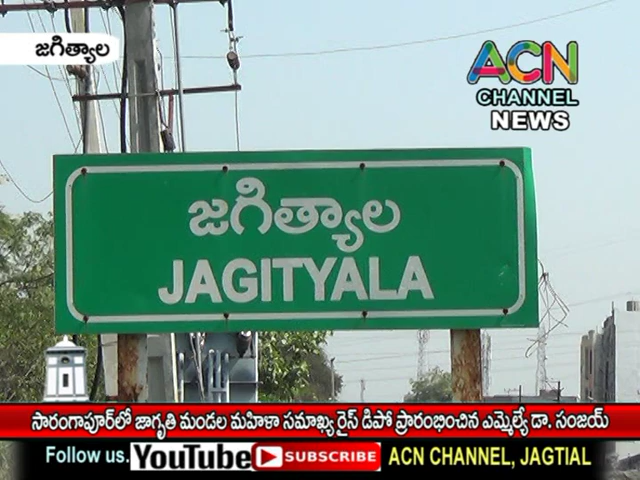 జగిత్యాల
ACN
CHANNEL
NEWS
జగిత్యాల
JAGITYALA
సారంగాపూర్‌లో జాగృతి మండల మహిళా సమాఖ్య రైస్ డిపో ప్రారంభించిన ఎమ్మెల్యే డా. సంజయ్
Follow us. YouTube SUBSCRIBE ACN CHANNEL, JAGTIAL